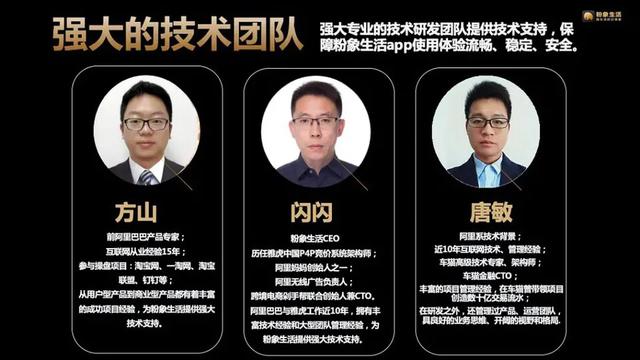 强大的技术团队
强大专业的技术研发团队提供技术支持，保
障粉象生活app使用体验流畅、稳定、安全。
粉象生活
方山
前阿里巴巴产品专家；
互联网从业经验15年；
参与操盘项目：淘宝网、一淘网、淘宝
联盟、钉钉等；
从用户型产品到商业型产品都有着丰富
的成功项目经验，为粉象生活提供强大
技术支持。
闪闪
粉象生活CEO
历任雅虎中国P4P竞价系统架构师；
阿里妈妈创始人之一；
阿里无线广告负责人；
跨境电商剁手帮联合创始人兼CTO。
阿里巴巴与雅虎工作近10年，拥有丰
富技术经验和大型团队管理经验，为
粉象生活提供强大技术支持。
唐敏
阿里系技术背景；
近10年互联网技术、管理经验；
车猫高级技术专家、架构师；
车猫金融CTO；
丰富的项目管理经验，在车猫曾带领项目
创造数十亿交易流水；
在研发之外，还管理过产品、运营团队，
具良好的业务思维、开阔的视野和格局.